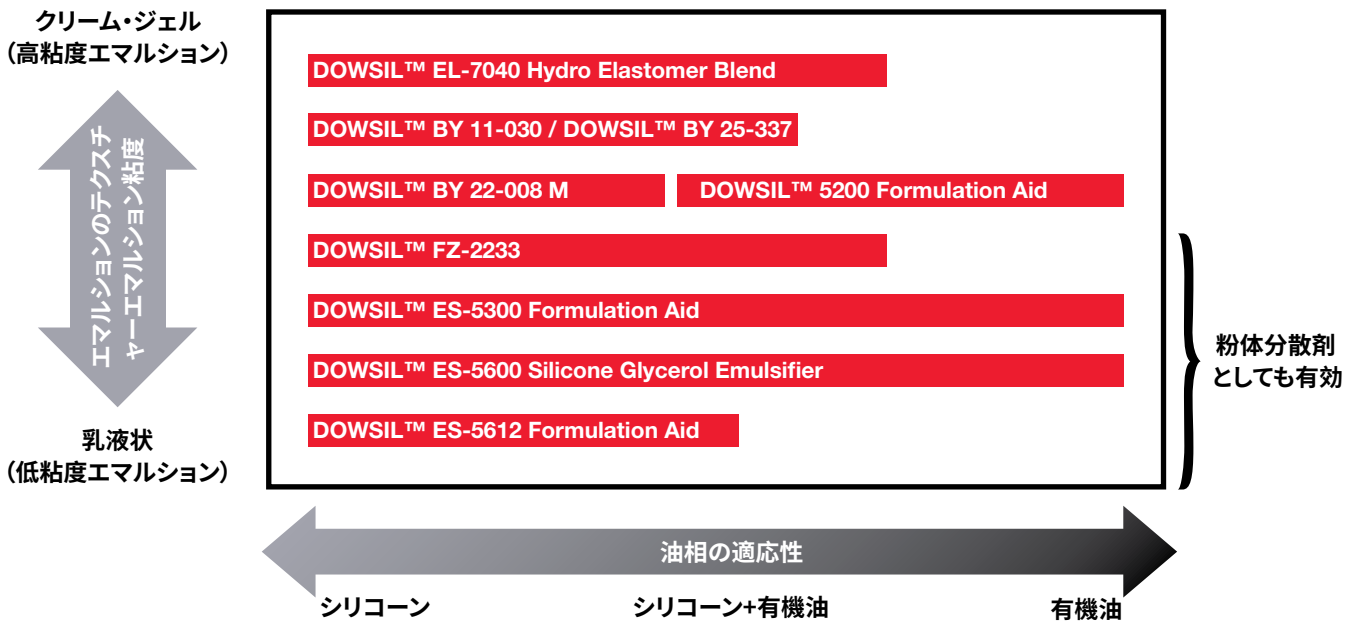 クリーム・ジェル
（高粘度エマルション）
エマルションのテクスチ
ャーエマルション粘度
乳液状
（低粘度エマルション）
DOWSIL™ EL-7040 Hydro Elastomer Blend
DOWSIL™ BY 11-030 / DOWSIL™ BY 25-337
DOWSIL™ BY 22-008 M
DOWSIL™ 5200 Formulation Aid
DOWSIL™ FZ-2233
DOWSIL™ ES-5300 Formulation Aid
DOWSIL™ ES-5600 Silicone Glycerol Emulsifier
DOWSIL™ ES-5612 Formulation Aid
粉体分散剤
としても有効
油相の適応性
シリコーン
シリコーン+有機油
有機油